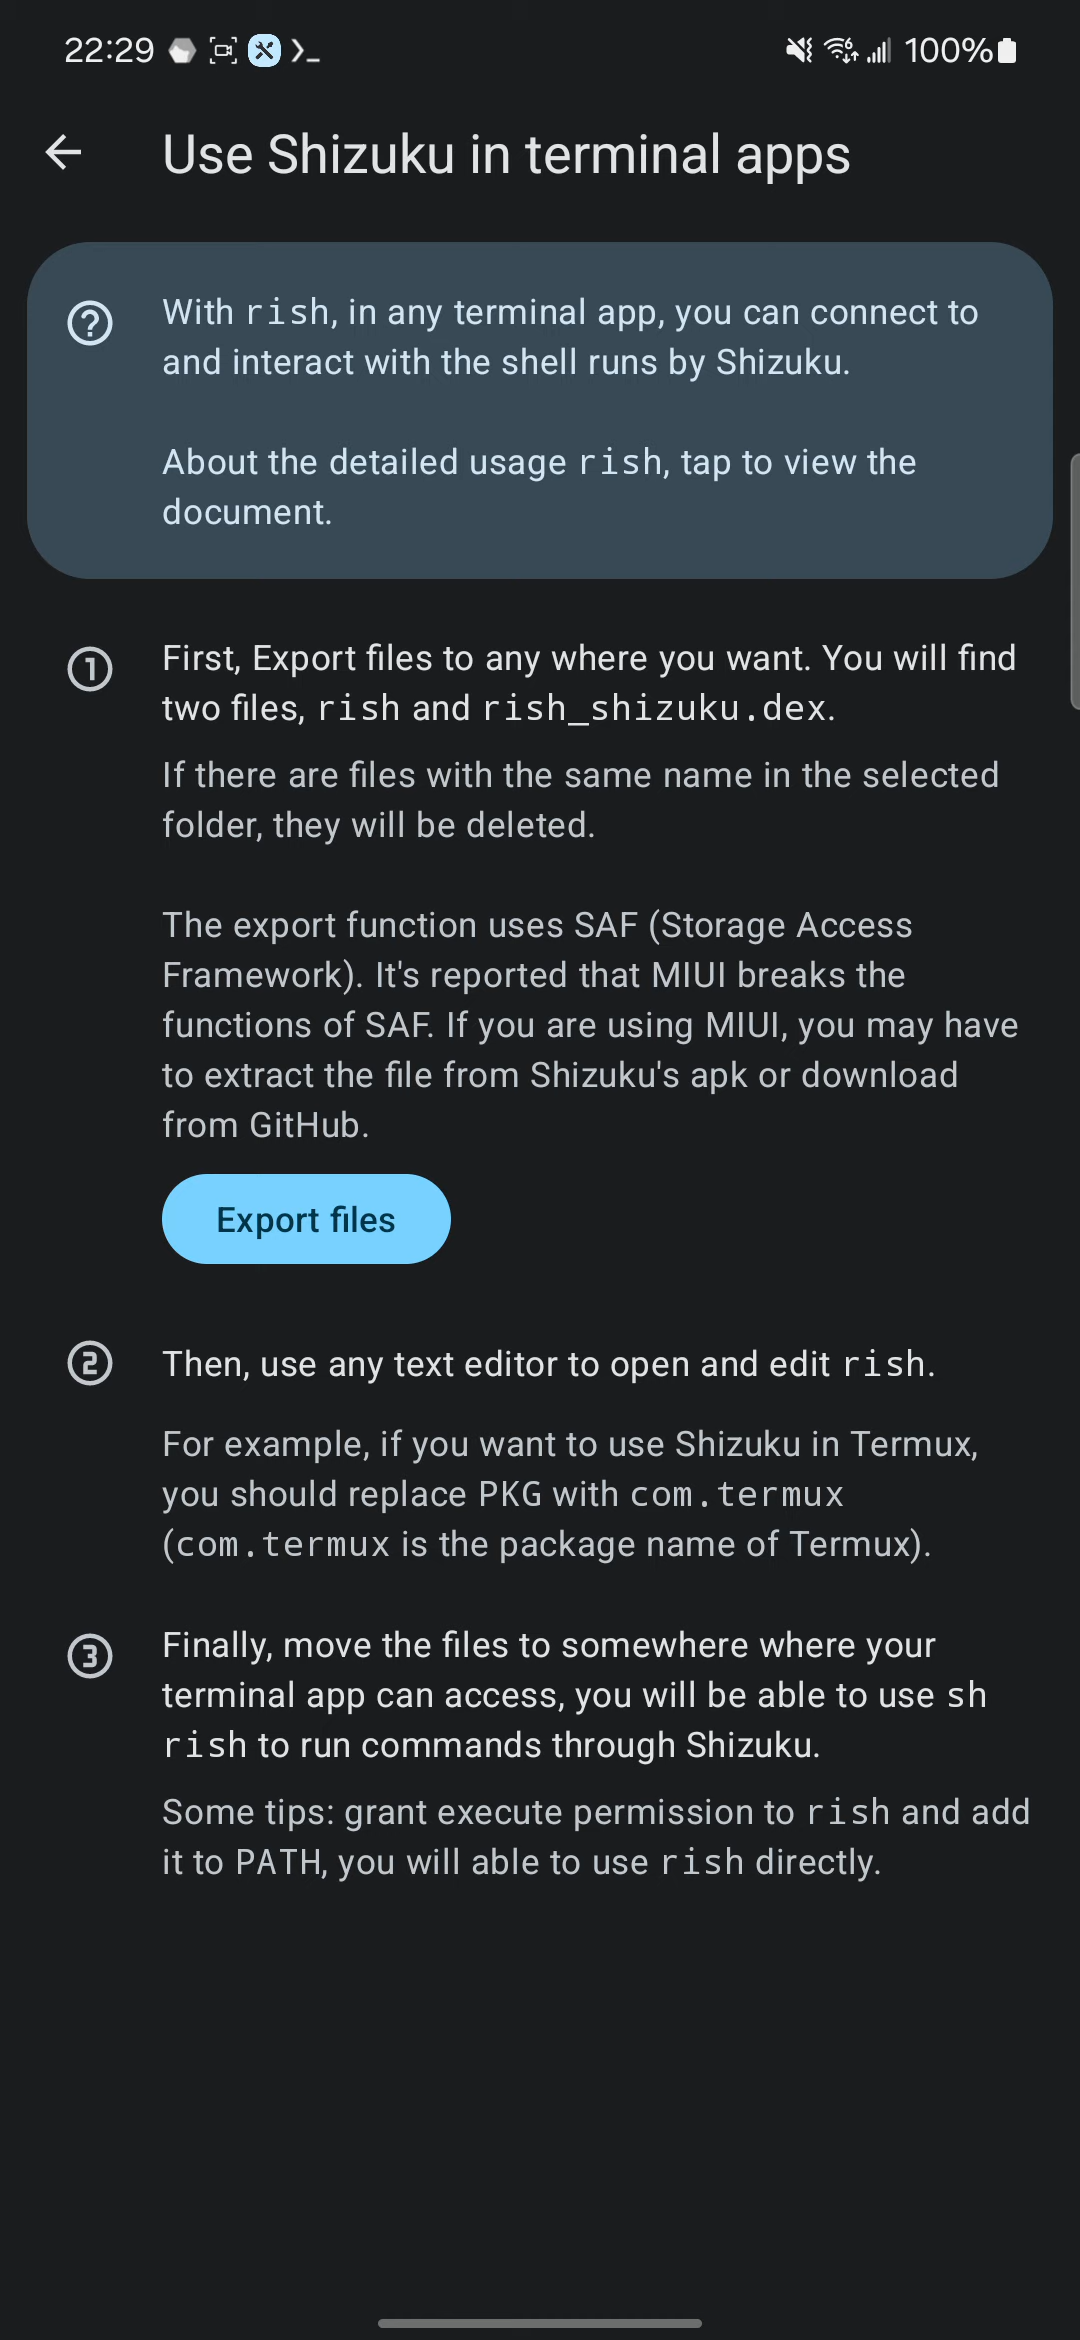 22:29
100%
Use Shizuku in terminal apps
With rish, in any terminal app, you can connect to
and interact with the shell runs by Shizuku.
About the detailed usage rish, tap to view the
document.
1
First, Export files to any where you want. You will find
two files, rish and rish_shizuku.dex.
If there are files with the same name in the selected
folder, they will be deleted.
The export function uses SAF (Storage Access
Framework). It's reported that MIUI breaks the
functions of SAF. If you are using MIUI, you may have
to extract the file from Shizuku's apk or download
from GitHub.
Export files
2
Then, use any text editor to open and edit rish.
For example, if you want to use Shizuku in Termux,
you should replace PKG with com.termux
(com.termux is the package name of Termux).
3
Finally, move the files to somewhere where your
terminal app can access, you will be able to use sh
rish to run commands through Shizuku.
Some tips: grant execute permission to rish and add
it to PATH, you will able to use rish directly.